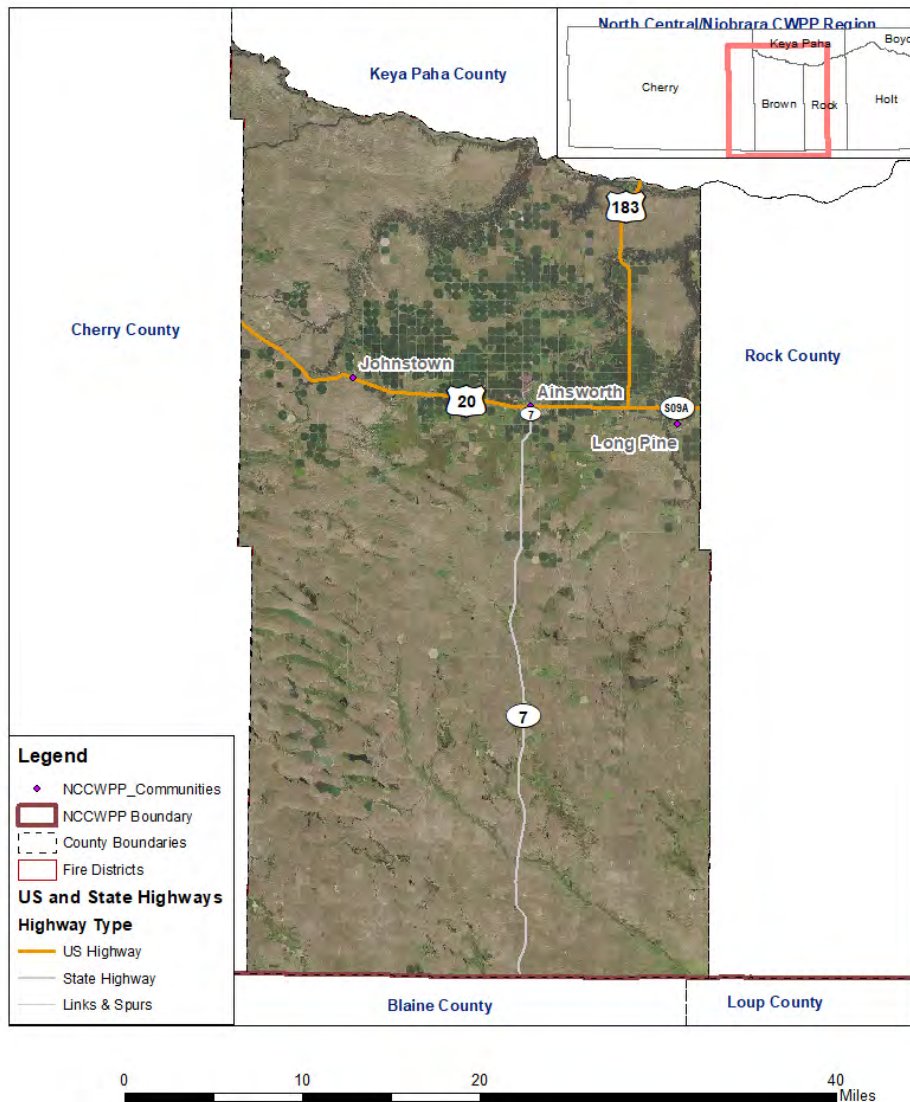 North Central/Niobrara CWPP Region
Keya Paha
Boyd
Cherry
Brown
Rock
Holt
Keya Paha County
183
Cherry County
Rock County
Johnstown
20
Ainsworth
7
S09A
Long Pine
7
Legend
NCCWPP_Communities
NCCWPP Boundary
County Boundaries
Fire Districts
US and State Highways
Highway Type
US Highway
State Highway
Links & Spurs
Blaine County
Loup County
0 10 20 40
Miles